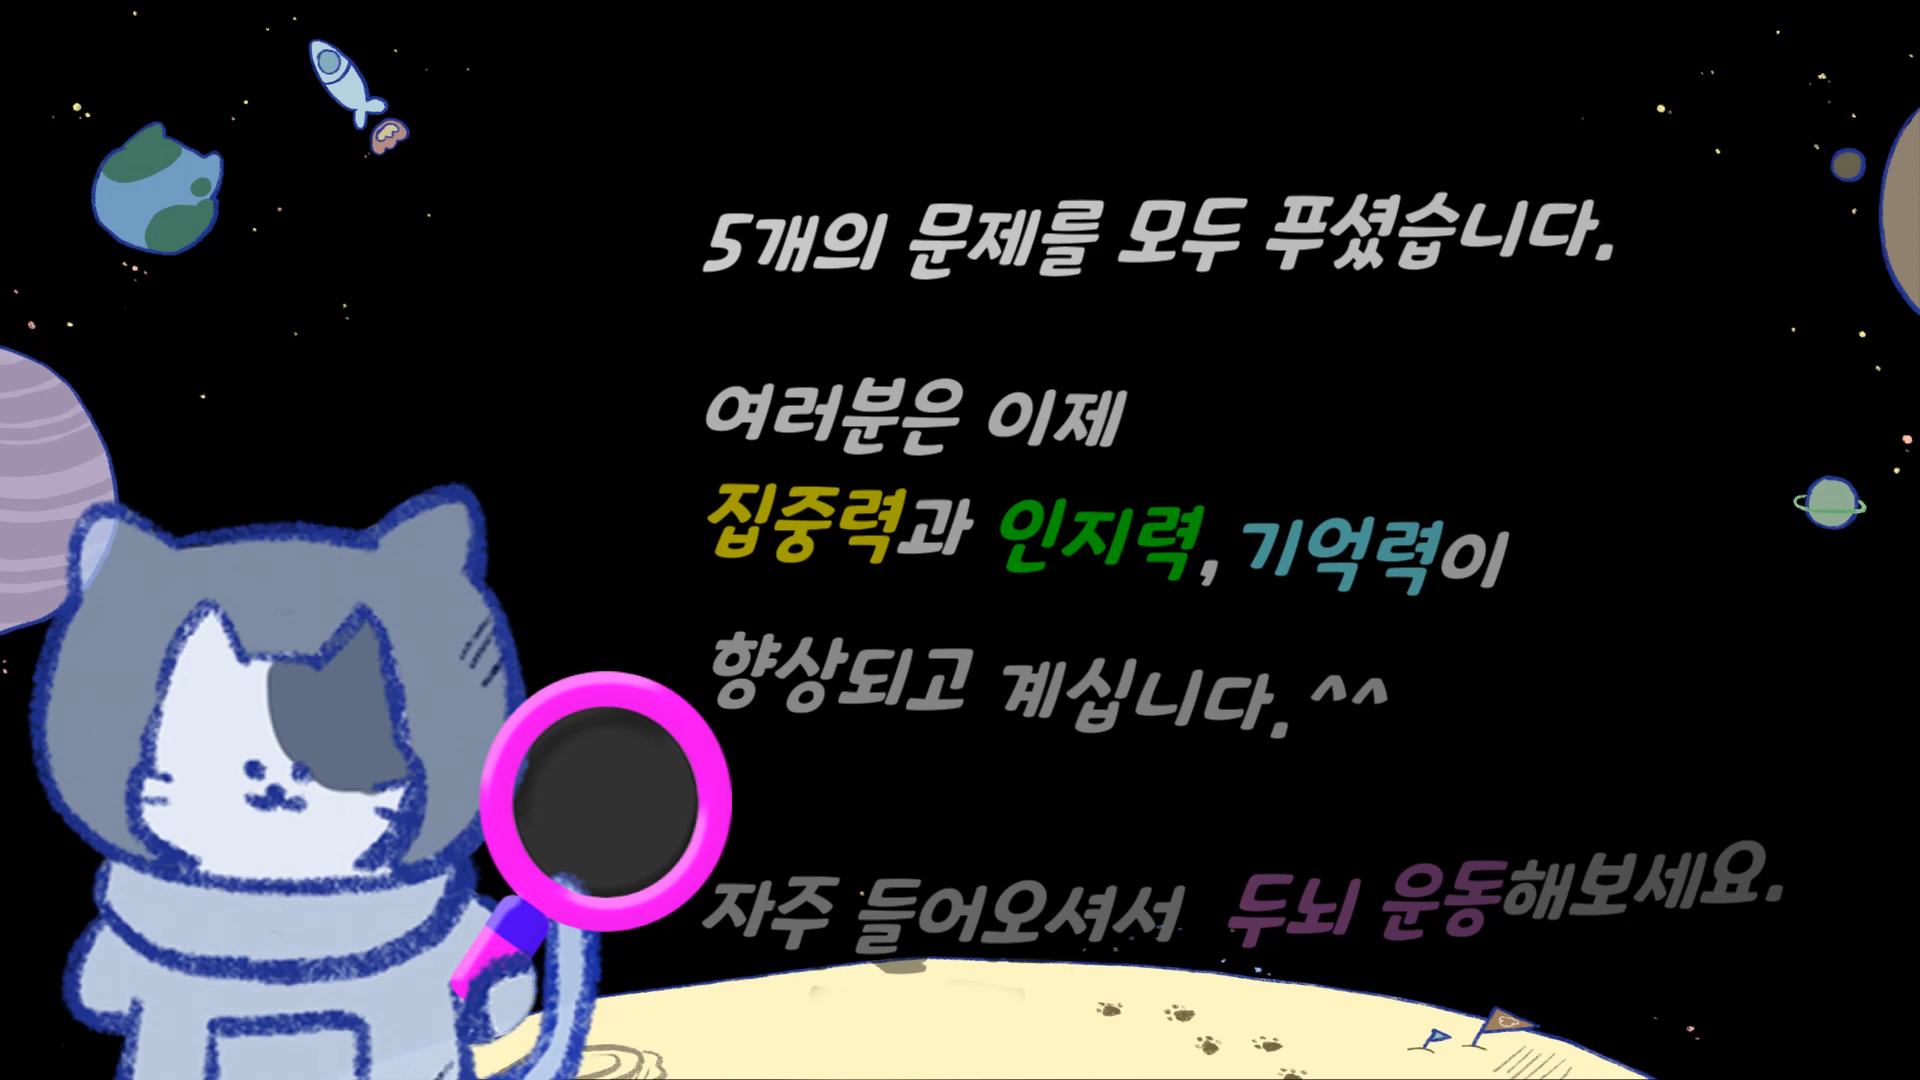 5개의 문제를 모두 푸셨습니다.
여러분은 이제
집중력과 인지력, 기억력이
향상되고 계십니다.^^
자주 들어오셔서 두뇌 운동해보세요.